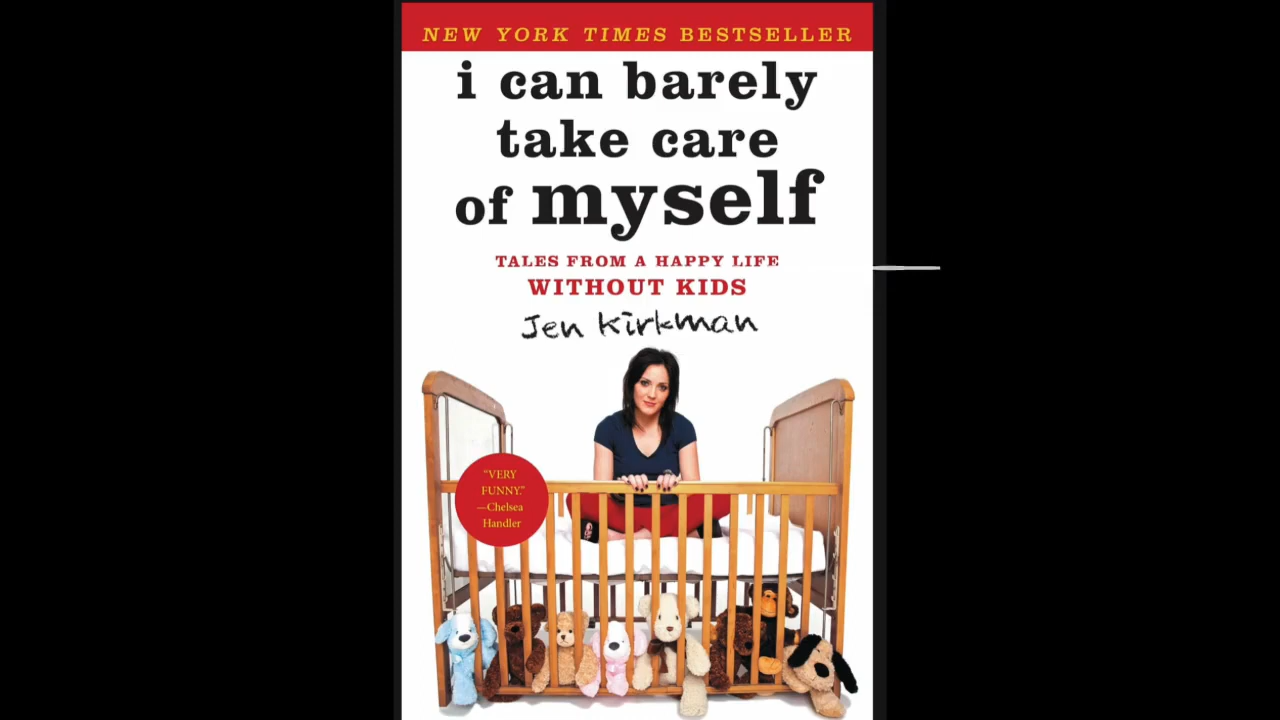 NEW YORK TIMES BESTSELLER
i can barely
take care
of myself
TALES FROM A HAPPY LIFE
WITHOUT KIDS
Jen Kirkman
“VERY
FUNNY.”
—Chelsea
Handler